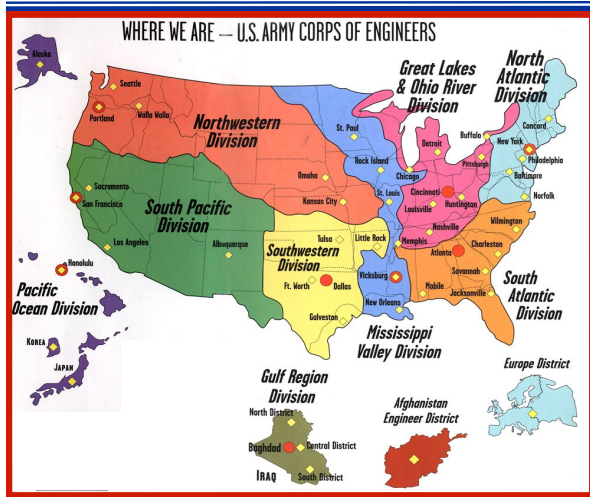 WHERE WE ARE – U.S. ARMY CORPS OF ENGINEERS
Alaska
Seattle
Portland
Walla Walla
Northwestern
Division
Omaha
Kansas City
St. Paul
Rock Island
Chicago
St. Louis
Great Lakes
& Ohio River
Division
Detroit
Buffalo
Pittsburgh
Cincinnati
Huntington
Louisville
Nashville
North
Atlantic
Division
Concord
New York
Philadelphia
Baltimore
Norfolk
Sacramento
San Francisco
Los Angeles
South Pacific
Division
Albuquerque
Southwestern
Division
Tulsa
Little Rock
Ft. Worth
Dallas
Galveston
Memphis
Vicksburg
New Orleans
Mississippi
Valley Division
Wilmington
Atlanta
Charleston
Savannah
Mobile
Jacksonville
South
Atlantic
Division
Honolulu
Pacific
Ocean Division
KOREA
JAPAN
Gulf Region
Division
North District
Baghdad
Central District
IRAQ
South District
Afghanistan
Engineer District
Europe District